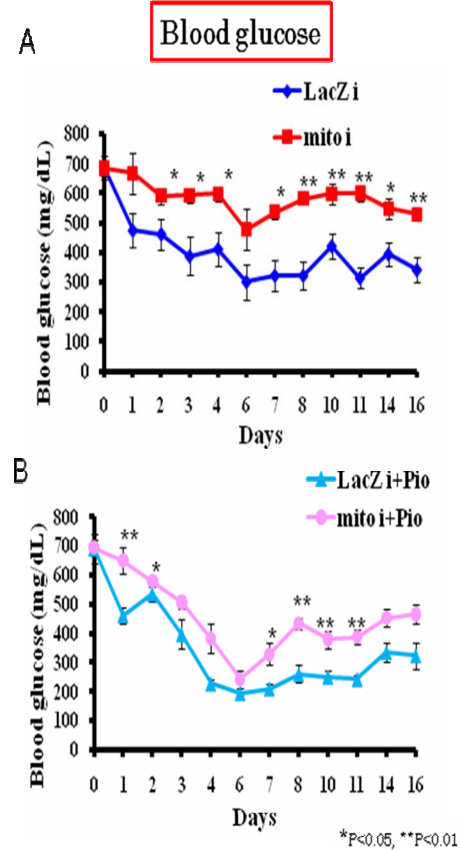 Blood glucose
A
LacZ i
mito i
800
700
600
500
400
300
200
100
0
Blood glucose (mg/dL)
* * * * ** ** ** * **
0 1 2 3 4 6 7 8 10 11 14 16
Days
B
LacZ i+Pio
mito i+Pio
800
700
600
500
400
300
200
100
0
Blood glucose (mg/dL)
** * * ** ** **
0 1 2 3 4 6 7 8 10 11 14 16
Days
*P<0.05, **P<0.01